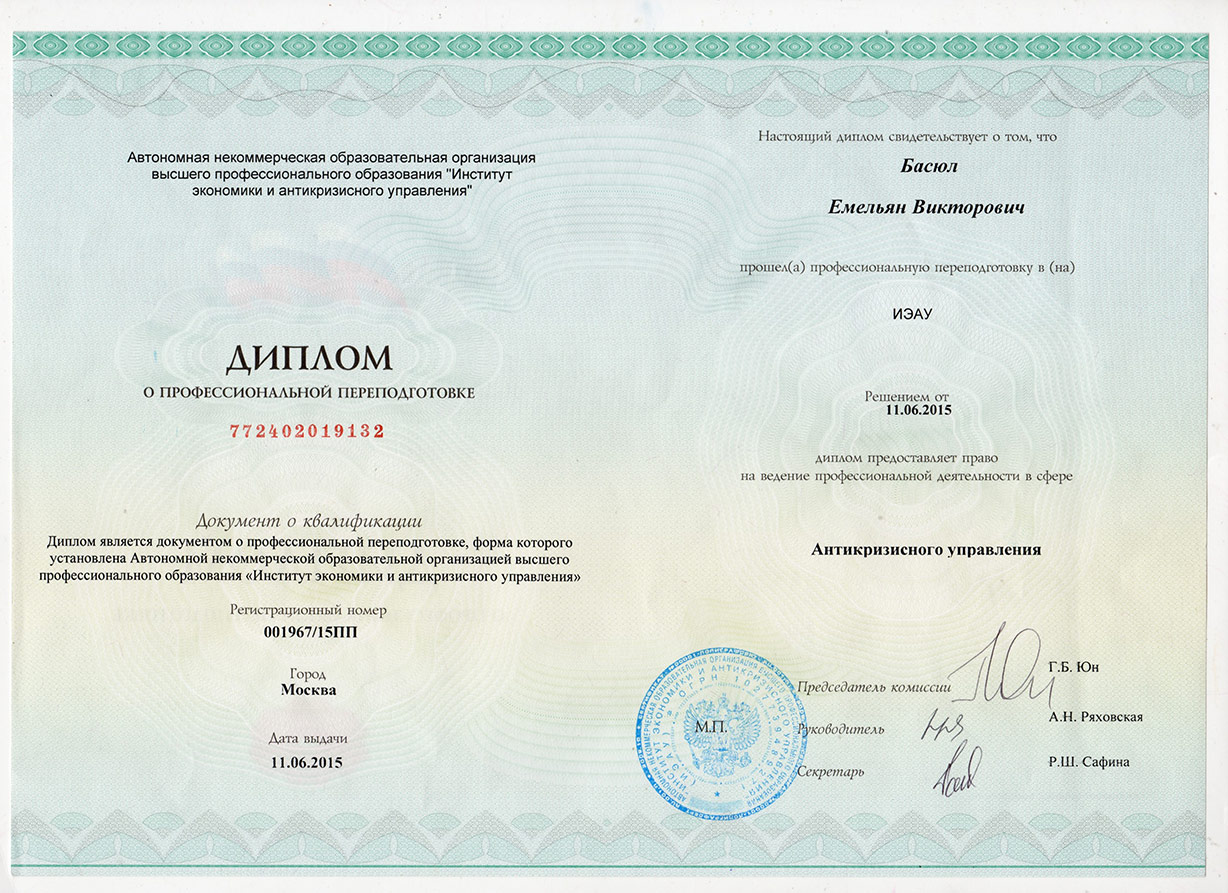 Автономная некоммерческая образовательная организация
высшего профессионального образования "Институт
экономики и антикризисного управления"
ДИПЛОМ
О ПРОФЕССИОНАЛЬНОЙ ПЕРЕПОДГОТОВКЕ
772402019132
Документ о квалификации
Диплом является документом о профессиональной переподготовке, форма которого
установлена Автономной некоммерческой образовательной организацией высшего
профессионального образования «Институт экономики и антикризисного управления»
Регистрационный номер
001967/15ПП
Город
Москва
Дата выдачи
11.06.2015
Настоящий диплом свидетельствует о том, что
Басюл
Емельян Викторович
прошел(а) профессиональную переподготовку в (на)
ИЭАУ
Решением от
11.06.2015
диплом предоставляет право
на ведение профессиональной деятельности в сфере
Антикризисного управления
М.П.
Председатель комиссии
Г.Б. Юн
Руководитель
А.Н. Ряховская
Секретарь
Р.Ш. Сафина